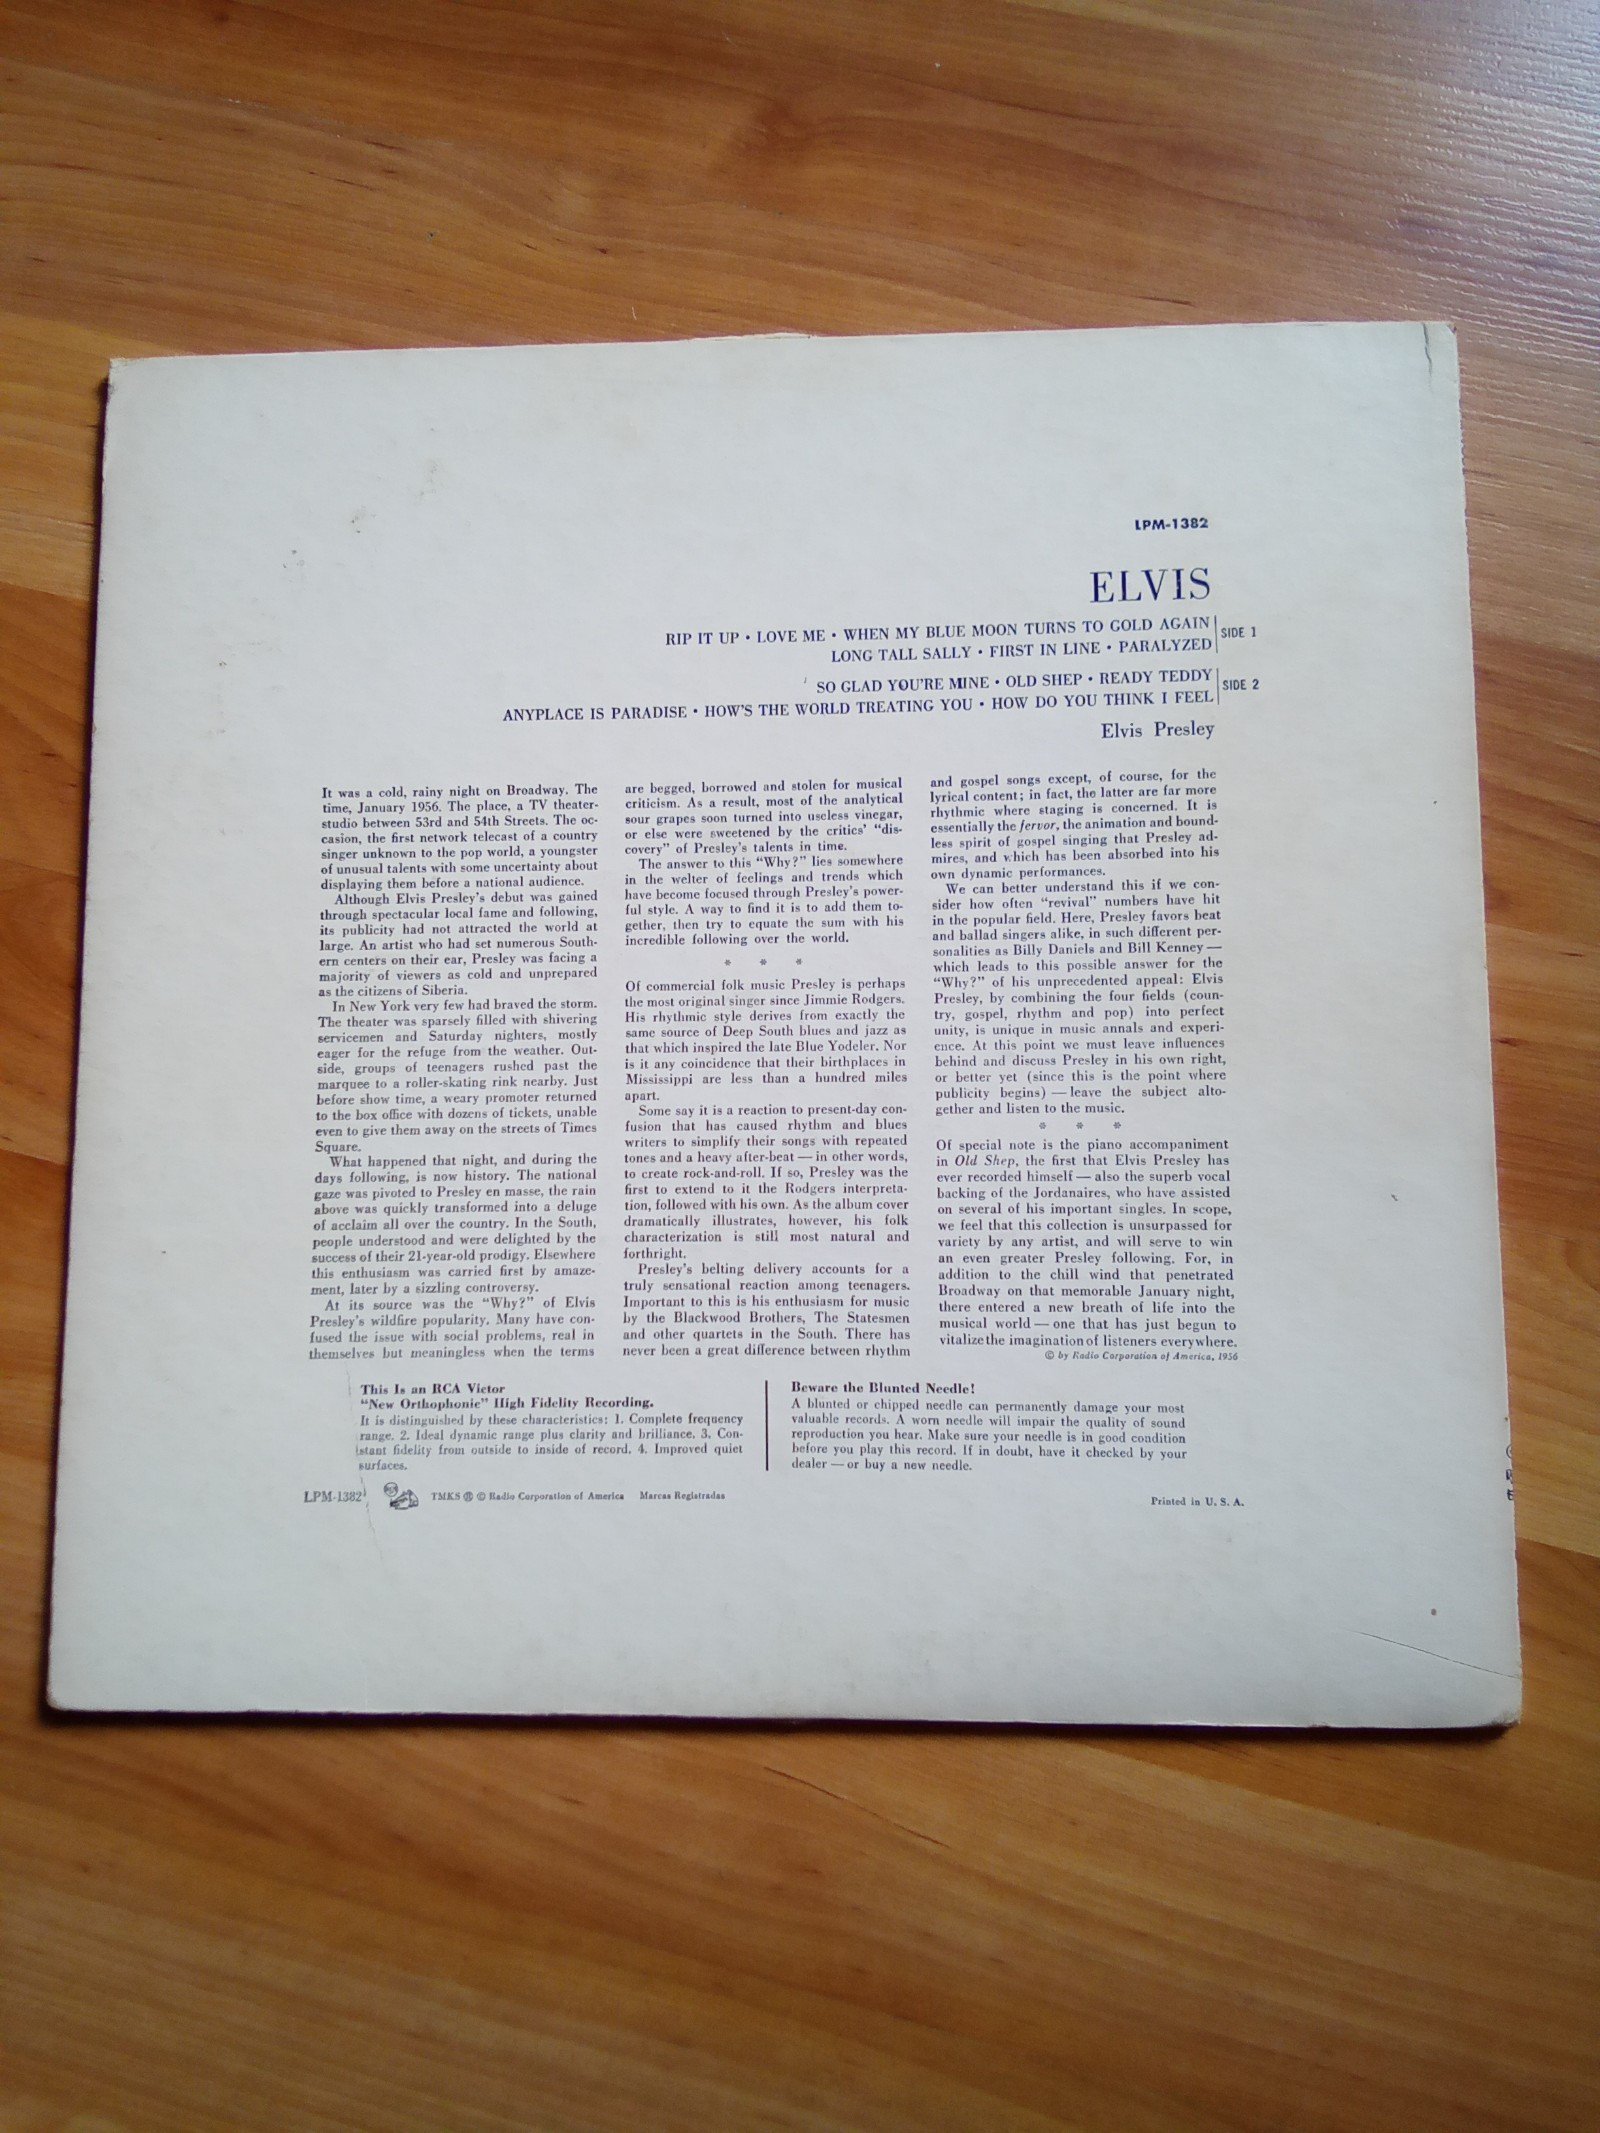 LPM-1382
ELVIS
RIP IT UP • LOVE ME • WHEN MY BLUE MOON TURNS TO GOLD AGAIN
LONG TALL SALLY • FIRST IN LINE • PARALYZED
SIDE 1
SO GLAD YOU'RE MINE • OLD SHEP • READY TEDDY
ANYPLACE IS PARADISE • HOW'S THE WORLD TREATING YOU • HOW DO YOU THINK I FEEL
SIDE 2
Elvis Presley
It was a cold, rainy night on Broadway. The
time, January 1956. The place, a TV theater-
studio between 53rd and 54th Streets. The oc-
casion, the first network telecast of a country
singer unknown to the pop world, a youngster
of unusual talents with some uncertainty about
displaying them before a national audience.
Although Elvis Presley's debut was gained
through spectacular local fame and following,
its publicity had not attracted the world at
large. An artist who had set numerous South-
ern centers on their ear, Presley was facing a
majority of viewers as cold and unprepared
as the citizens of Siberia.
In New York very few had braved the storm.
The theater was sparsely filled with shivering
servicemen and Saturday nighters, mostly
eager for the refuge from the weather. Out-
side, groups of teenagers rushed past the
marquee to a roller-skating rink nearby. Just
before show time, a weary promoter returned
to the box office with dozens of tickets, unable
even to give them away on the streets of Times
Square.
What happened that night, and during the
days following, is now history. The national
gaze was pivoted to Presley en masse, the rain
above was quickly transformed into a deluge
of acclaim all over the country. In the South,
people understood and were delighted by the
success of their 21-year-old prodigy. Elsewhere
this enthusiasm was carried first by amaze-
ment, later by a sizzling controversy.
At its source was the "Why?" of Elvis
Presley's wildfire popularity. Many have con-
fused the issue with social problems, real in
themselves but meaningless when the terms
are begged, borrowed and stolen for musical
criticism. As a result, most of the analytical
sour grapes soon turned into useless vinegar,
or else were sweetened by the critics' "dis-
covery" of Presley's talents in time.
The answer to this "Why?" lies somewhere
in the welter of feelings and trends which
have become focused through Presley's power-
ful style. A way to find it is to add them to-
gether, then try to equate the sum with his
incredible following over the world.
* * *
Of commercial folk music Presley is perhaps
the most original singer since Jimmie Rodgers.
His rhythmic style derives from exactly the
same source of Deep South blues and jazz as
that which inspired the late Blue Yodeler. Nor
is it any coincidence that their birthplaces in
Mississippi are less than a hundred miles
apart.
Some say it is a reaction to present-day con-
fusion that has caused rhythm and blues
writers to simplify their songs with repeated
tones and a heavy after-beat — in other words,
to create rock-and-roll. If so, Presley was the
first to extend to it the Rodgers interpreta-
tion, followed with his own. As the album cover
dramatically illustrates, however, his folk
characterization is still most natural and
forthright.
Presley's belting delivery accounts for a
truly sensational reaction among teenagers.
Important to this is his enthusiasm for music
by the Blackwood Brothers, The Statesmen
and other quartets in the South. There has
never been a great difference between rhythm
and gospel songs except, of course, for the
lyrical content; in fact, the latter are far more
rhythmic where staging is concerned. It is
essentially the fervor, the animation and bound-
less spirit of gospel singing that Presley ad-
mires, and which has been absorbed into his
own dynamic performances.
We can better understand this if we con-
sider how often "revival" numbers have hit
in the popular field. Here, Presley favors beat
and ballad singers alike, in such different per-
sonalities as Billy Daniels and Bill Kenney —
which leads to this possible answer for the
"Why?" of his unprecedented appeal: Elvis
Presley, by combining the four fields (coun-
try, gospel, rhythm and pop) into perfect
unity, is unique in music annals and experi-
ence. At this point we must leave influences
behind and discuss Presley in his own right,
or better yet (since this is the point where
publicity begins) — leave the subject alto-
gether and listen to the music.
* * *
Of special note is the piano accompaniment
in Old Shep, the first that Elvis Presley has
ever recorded himself — also the superb vocal
backing of the Jordanaires, who have assisted
on several of his important singles. In scope,
we feel that this collection is unsurpassed for
variety by any artist, and will serve to win
an even greater Presley following. For, in
addition to the chill wind that penetrated
Broadway on that memorable January night,
there entered a new breath of life into the
musical world — one that has just begun to
vitalize the imagination of listeners everywhere.
© by Radio Corporation of America, 1956
This Is an RCA Victor
"New Orthophonic" High Fidelity Recording.
It is distinguished by these characteristics: 1. Complete frequency
range. 2. Ideal dynamic range plus clarity and brilliance. 3. Con-
stant fidelity from outside to inside of record. 4. Improved quiet
surfaces.
Beware the Blunted Needle!
A blunted or chipped needle can permanently damage your most
valuable records. A worn needle will impair the quality of sound
reproduction you hear. Make sure your needle is in good condition
before you play this record. If in doubt, have it checked by your
dealer — or buy a new needle.
LPM-1382
TMKS ® © Radio Corporation of America Marcas Registradas
Printed in U. S. A.